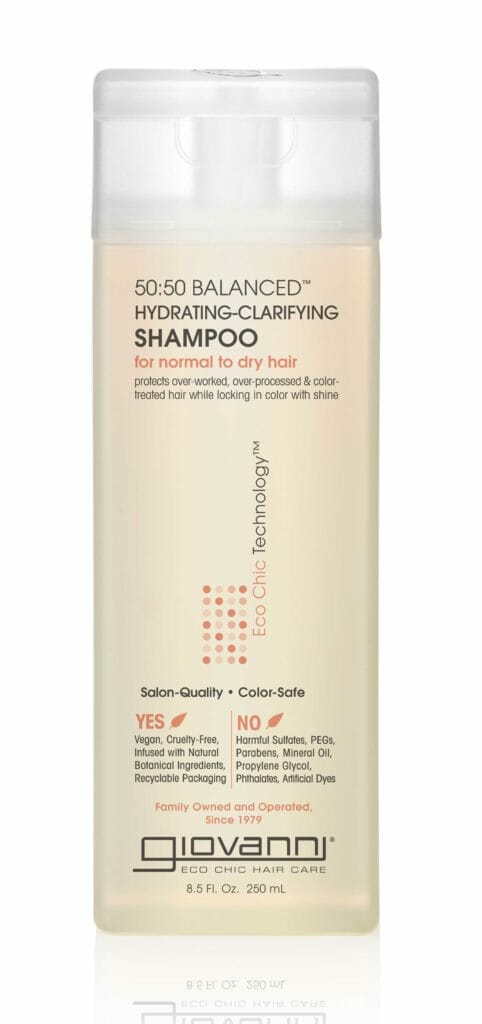 50:50 BALANCED™
HYDRATING-CLARIFYING
SHAMPOO
for normal to dry hair
protects over-worked, over-processed & color-
treated hair while locking in color with shine
Eco Chic Technology™
Salon-Quality • Color-Safe
YES
Vegan, Cruelty-Free,
Infused with Natural
Botanical Ingredients,
Recyclable Packaging
NO
Harmful Sulfates, PEGs,
Parabens, Mineral Oil,
Propylene Glycol,
Phthalates, Artificial Dyes
Family Owned and Operated,
Since 1979
giovanni®
ECO CHIC HAIR CARE
8.5 Fl. Oz. 250 mL